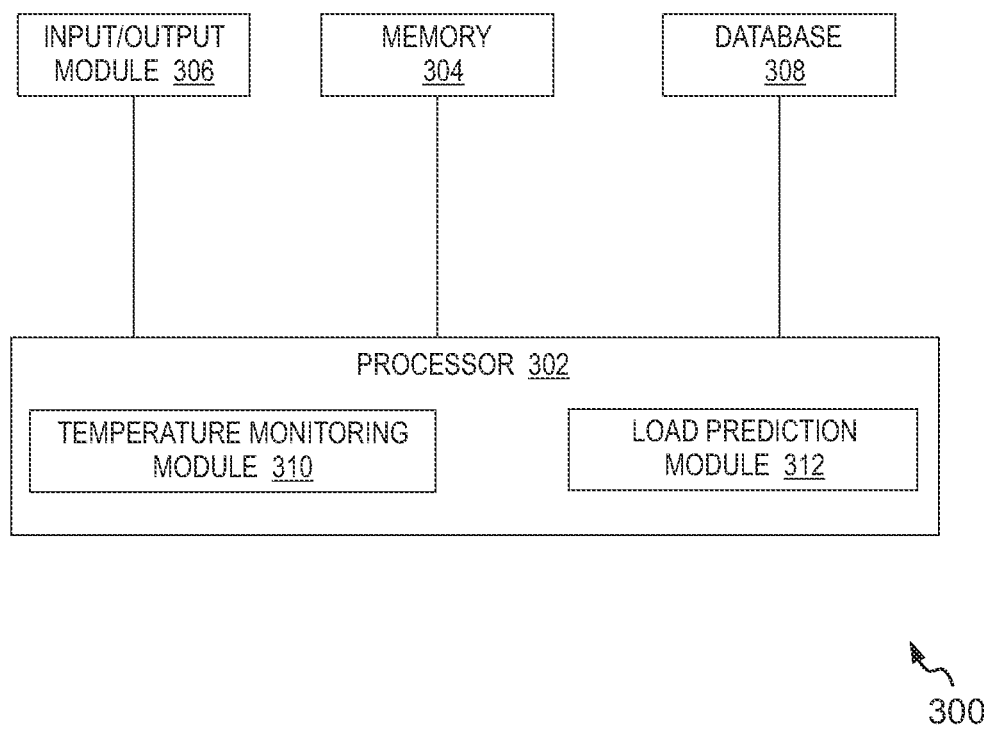 INPUT/OUTPUT
MODULE 306
MEMORY
304
DATABASE
308
PROCESSOR 302
TEMPERATURE MONITORING
MODULE 310
LOAD PREDICTION
MODULE 312
300